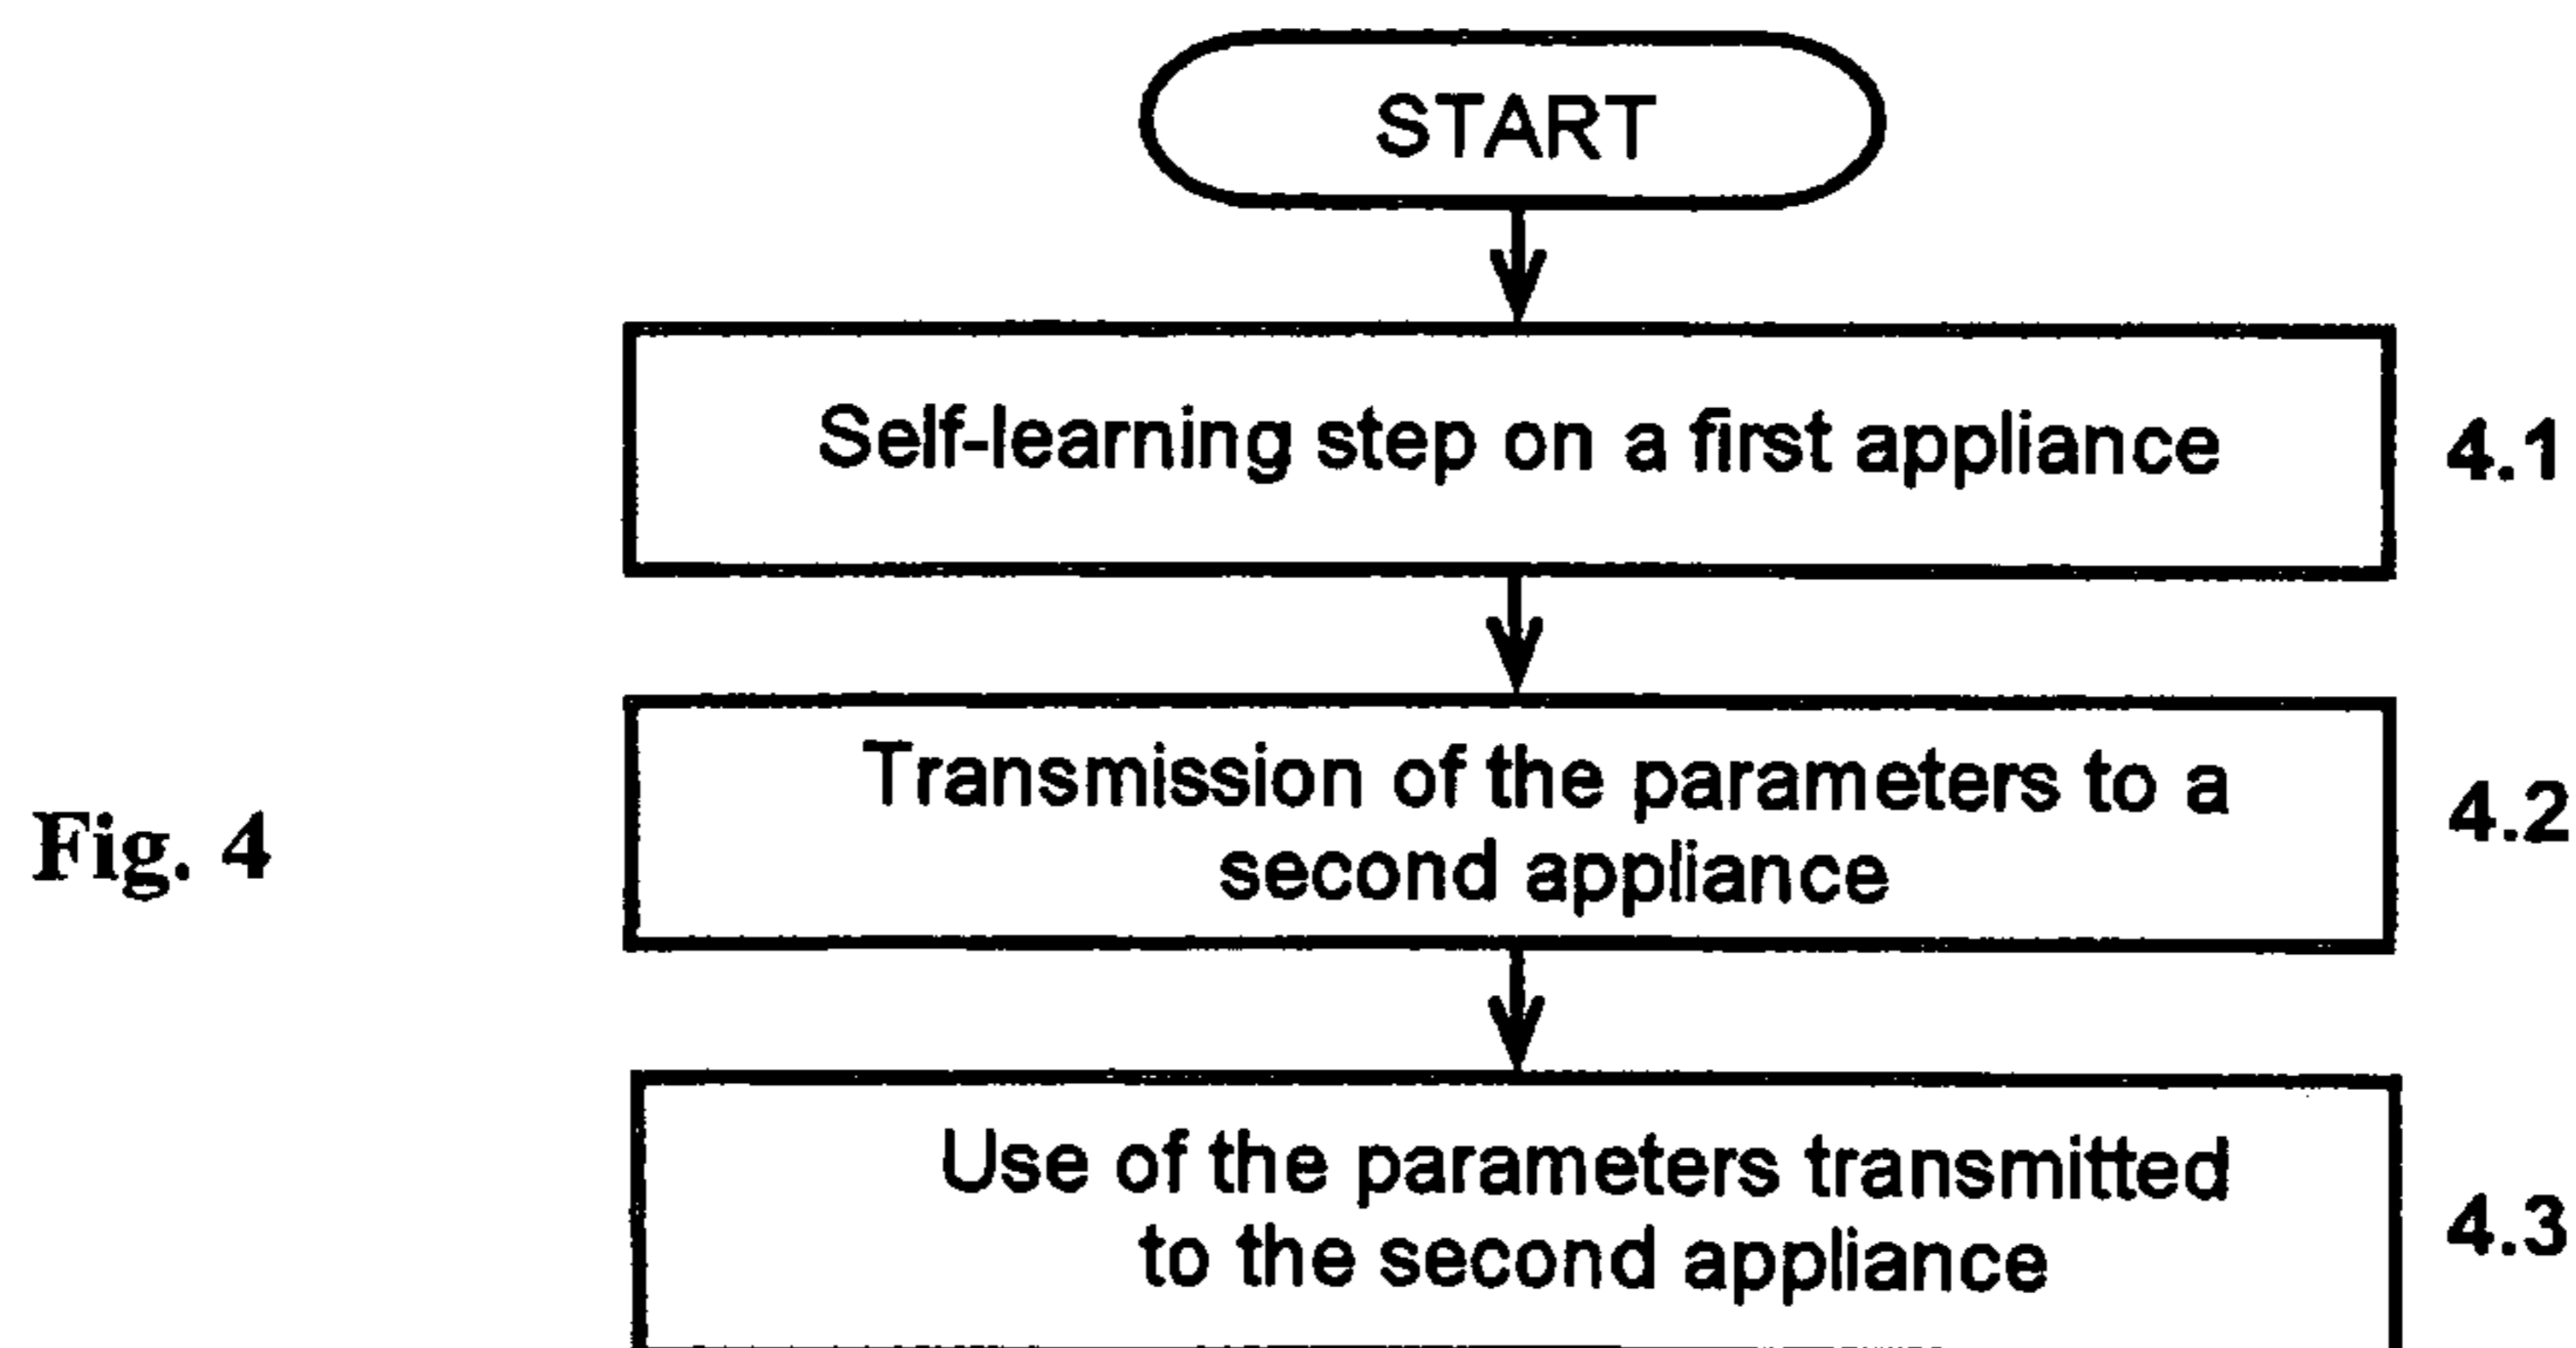 START
Self-learning step on a first appliance
4.1
Transmission of the parameters to a
second appliance
4.2
Fig. 4
Use of the parameters transmitted
to the second appliance
4.3